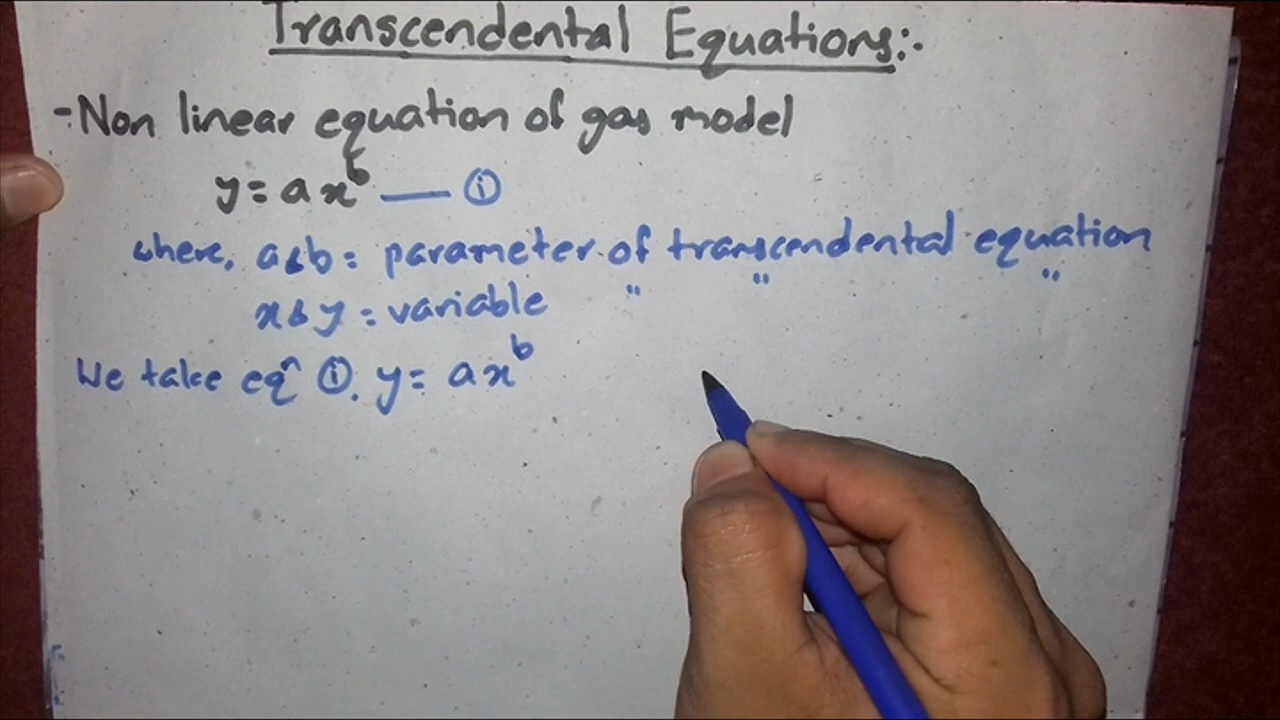 Transcendental Equations:-
-Non linear equation of gas model
y = ax^b —— ①
where, a & b = parameter of transcendental equation
x & y = variable " " "
We take eqⁿ ①. y = ax^b